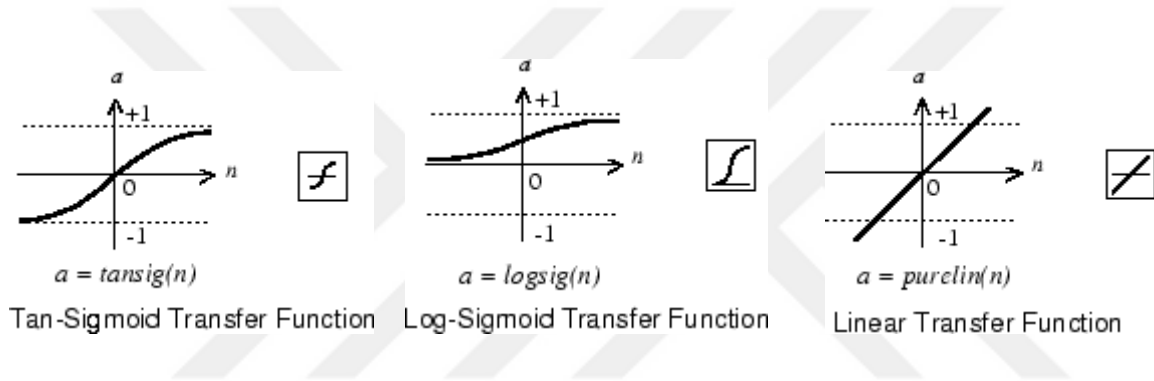 a
+1
n
0
-1
a = tansig(n)
Tan-Sigmoid Transfer Function
a
+1
n
0
-1
a = logsig(n)
Log-Sigmoid Transfer Function
a
+1
n
0
-1
a = purelin(n)
Linear Transfer Function